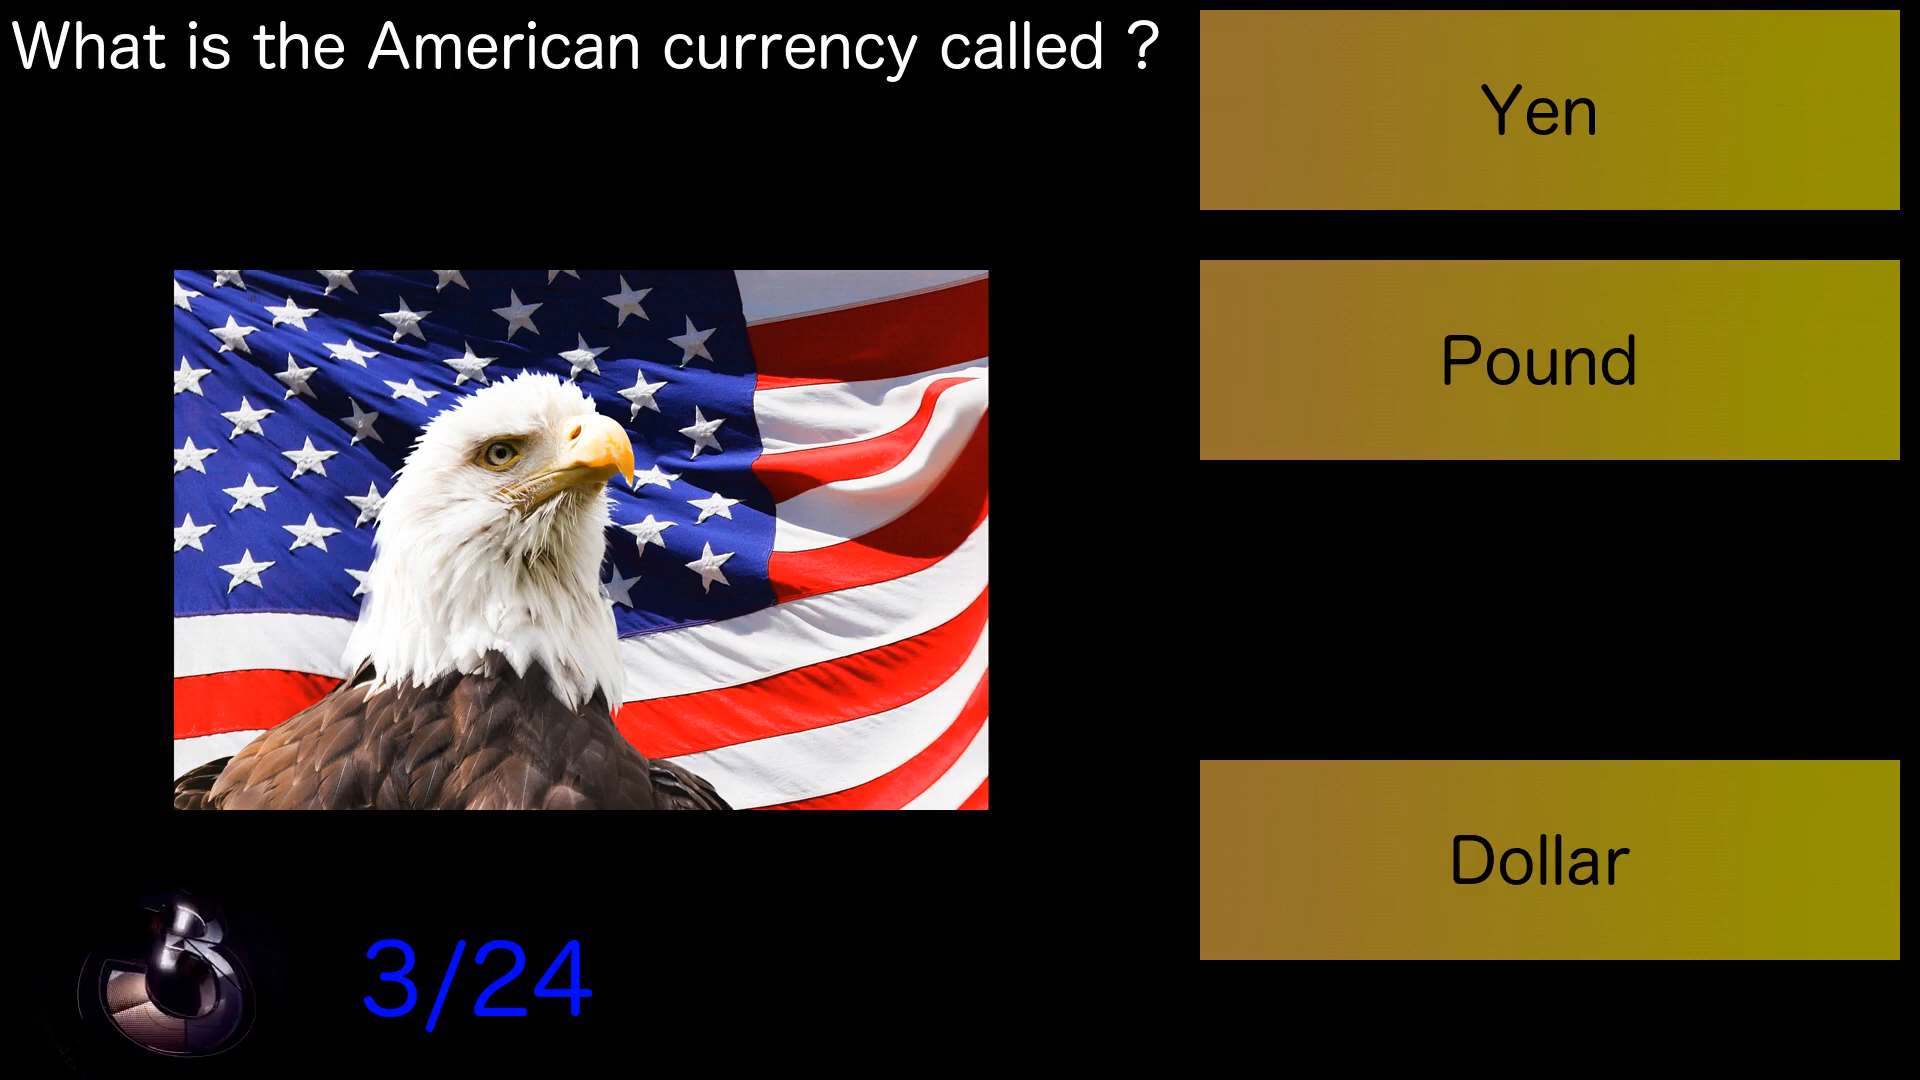 What is the American currency called ?
Yen
Pound
Dollar
3/24